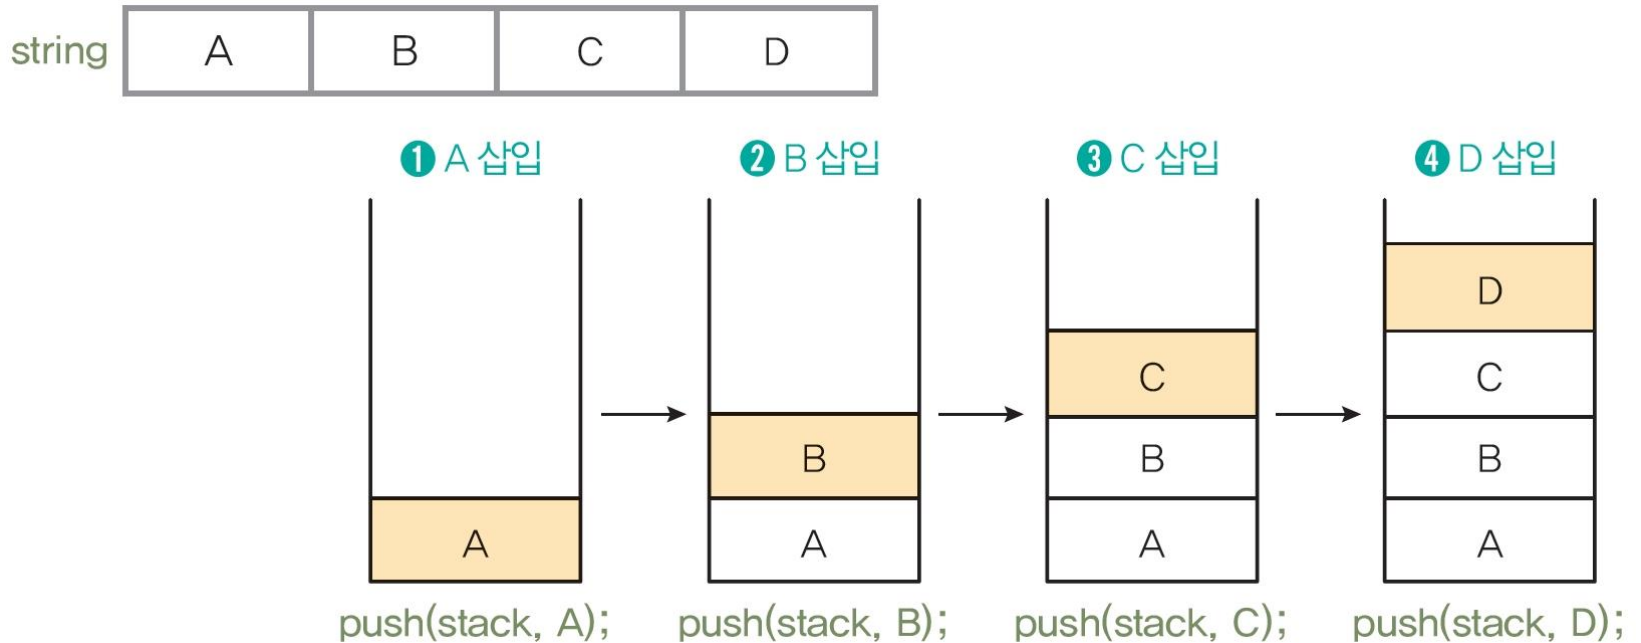 string A B C D
❶ A 삽입 ❷ B 삽입 ❸ C 삽입 ❹ D 삽입
D
C C
B B B
A A A A
push(stack, A); push(stack, B); push(stack, C); push(stack, D);